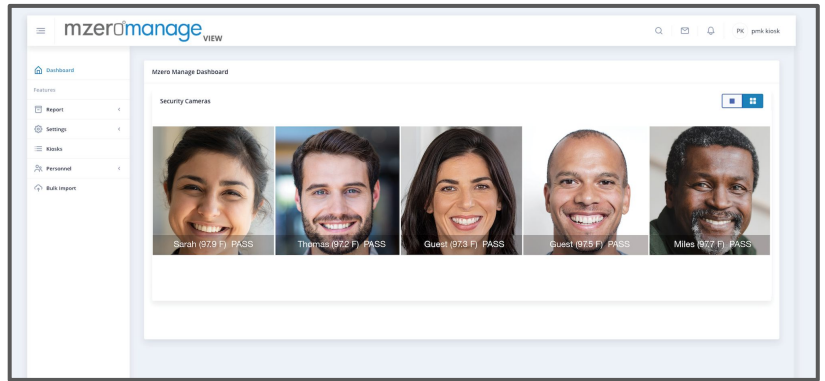 mzeromanage VIEW
PK pmk kiosk
Dashboard
Features
Report
Settings
Kiosks
Personnel
Bulk Import
Mzero Manage Dashboard
Security Cameras
Sarah (97.9 F) PASS
Thomas (97.2 F) PASS
Guest (97.3 F) PASS
Guest (97.5 F) PASS
Miles (97.7 F) PASS